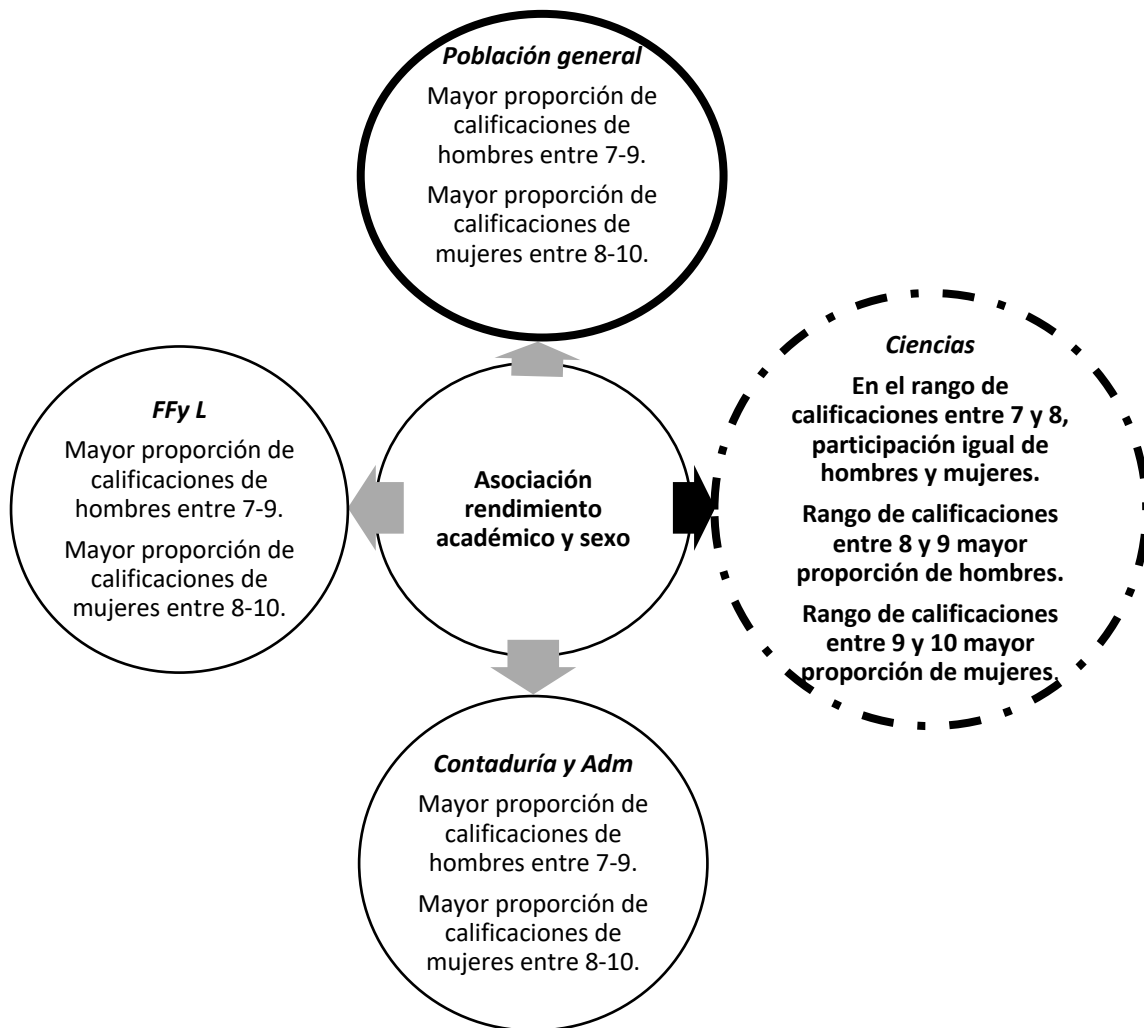 Población general
Mayor proporción de
calificaciones de
hombres entre 7-9.
Mayor proporción de
calificaciones de
mujeres entre 8-10.
FFy L
Mayor proporción de
calificaciones de
hombres entre 7-9.
Mayor proporción de
calificaciones de
mujeres entre 8-10.
Asociación
rendimiento
académico y sexo
Ciencias
En el rango de
calificaciones entre 7 y 8,
participación igual de
hombres y mujeres.
Rango de calificaciones
entre 8 y 9 mayor
proporción de hombres.
Rango de calificaciones
entre 9 y 10 mayor
proporción de mujeres.
Contaduría y Adm
Mayor proporción de
calificaciones de
hombres entre 7-9.
Mayor proporción de
calificaciones de
mujeres entre 8-10.